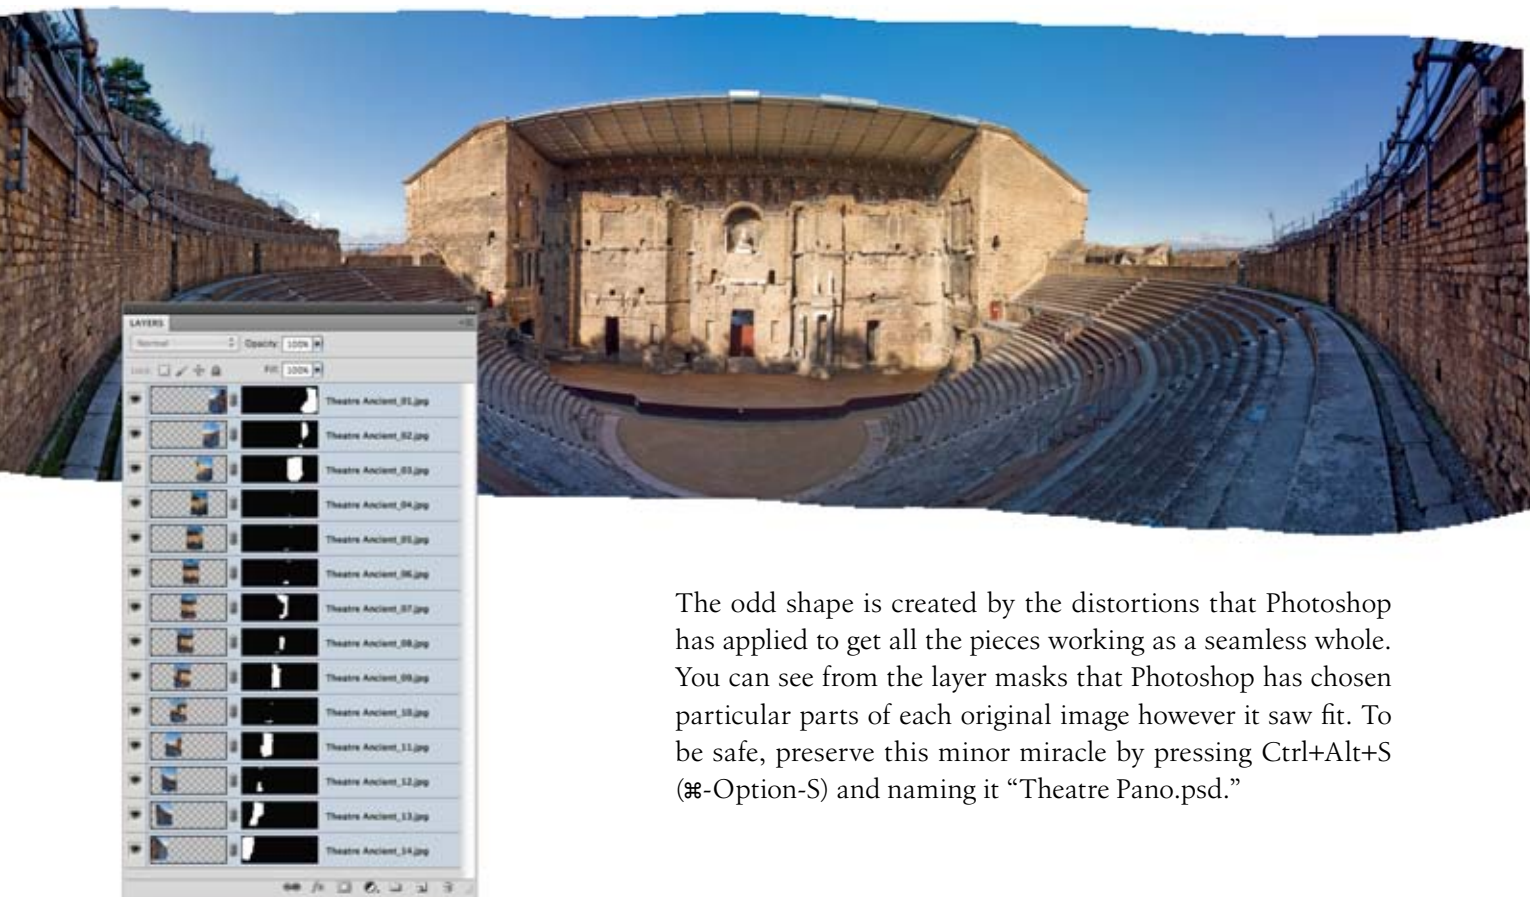 LAYERS
Normal Opacity: 100%
Lock: Fill: 100%
Theatre Ancient_01.jpg
Theatre Ancient_02.jpg
Theatre Ancient_03.jpg
Theatre Ancient_04.jpg
Theatre Ancient_05.jpg
Theatre Ancient_06.jpg
Theatre Ancient_07.jpg
Theatre Ancient_08.jpg
Theatre Ancient_09.jpg
Theatre Ancient_10.jpg
Theatre Ancient_11.jpg
Theatre Ancient_12.jpg
Theatre Ancient_13.jpg
Theatre Ancient_14.jpg
fx
The odd shape is created by the distortions that Photoshop
has applied to get all the pieces working as a seamless whole.
You can see from the layer masks that Photoshop has chosen
particular parts of each original image however it saw fit. To
be safe, preserve this minor miracle by pressing Ctrl+Alt+S
(⌘-Option-S) and naming it “Theatre Pano.psd.”